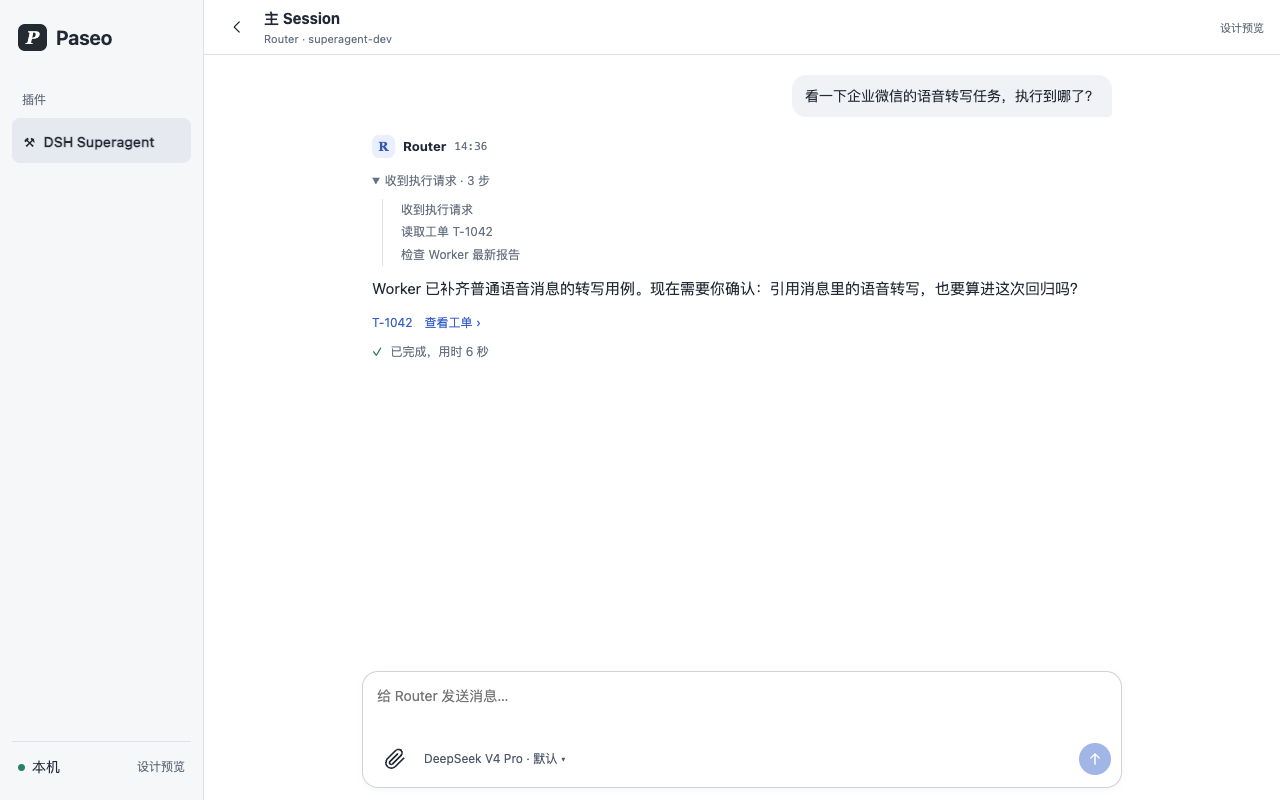 P Paseo
插件
⚒ DSH Superagent
本机 设计预览
主 Session
Router · superagent-dev
设计预览
看一下企业微信的语音转写任务，执行到哪了？
R Router 14:36
▼ 收到执行请求 · 3 步
收到执行请求
读取工单 T-1042
检查 Worker 最新报告
Worker 已补齐普通语音消息的转写用例。现在需要你确认：引用消息里的语音转写，也要算进这次回归吗？
T-1042 查看工单 ›
✓ 已完成，用时 6 秒
给 Router 发送消息…
DeepSeek V4 Pro · 默认 ▾